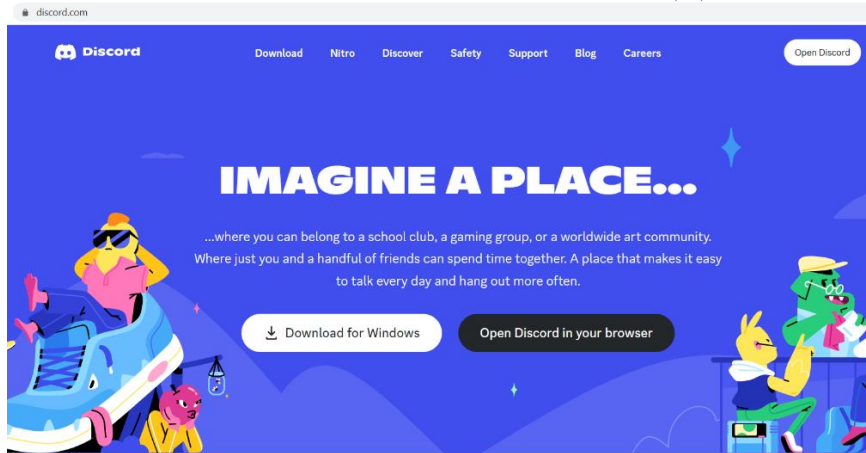 discord.com
Discord
Download Nitro Discover Safety Support Blog Careers
Open Discord
IMAGINE A PLACE...
...where you can belong to a school club, a gaming group, or a worldwide art community.
Where just you and a handful of friends can spend time together. A place that makes it easy
to talk every day and hang out more often.
Download for Windows
Open Discord in your browser